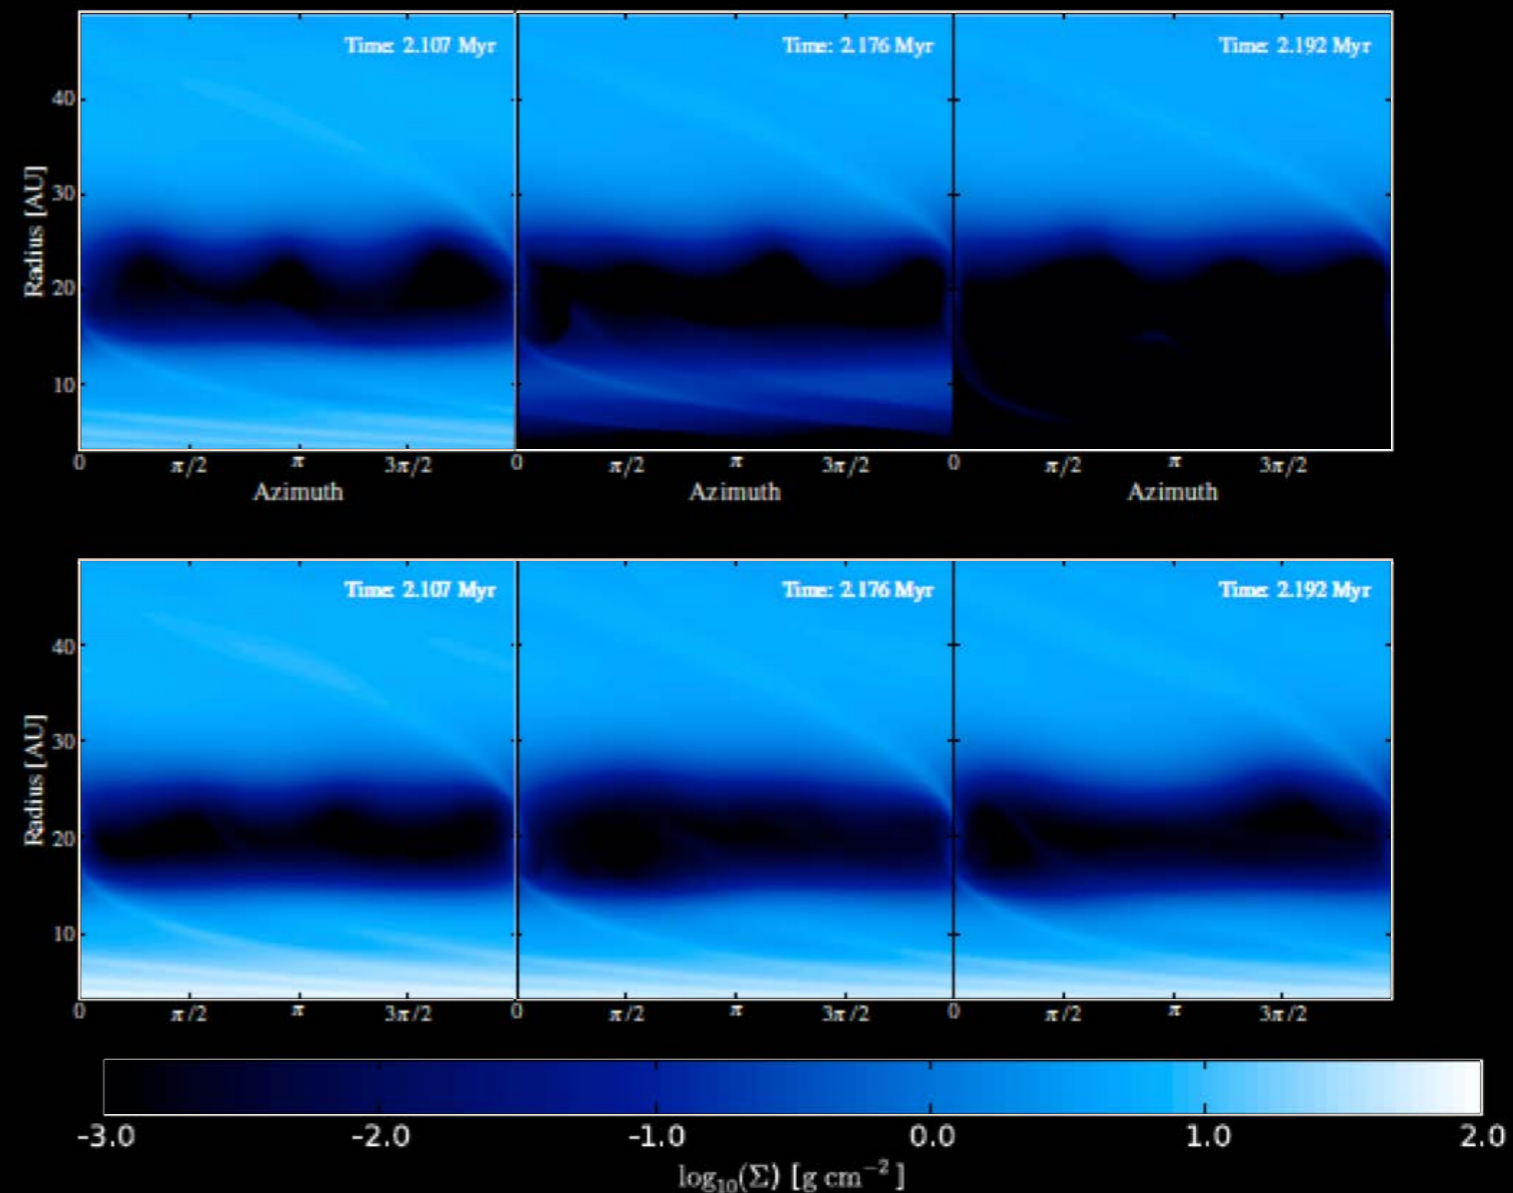 Time: 2.107 Myr
Time: 2.176 Myr
Time: 2.192 Myr
Radius [AU]
40
30
20
10
0 π/2 π 3π/2 0 π/2 π 3π/2 0 π/2 π 3π/2
Azimuth Azimuth Azimuth
Time: 2.107 Myr
Time: 2.176 Myr
Time: 2.192 Myr
Radius [AU]
40
30
20
10
0 π/2 π 3π/2 0 π/2 π 3π/2 0 π/2 π 3π/2
-3.0 -2.0 -1.0 0.0 1.0 2.0
log₁₀(Σ) [g cm⁻²]